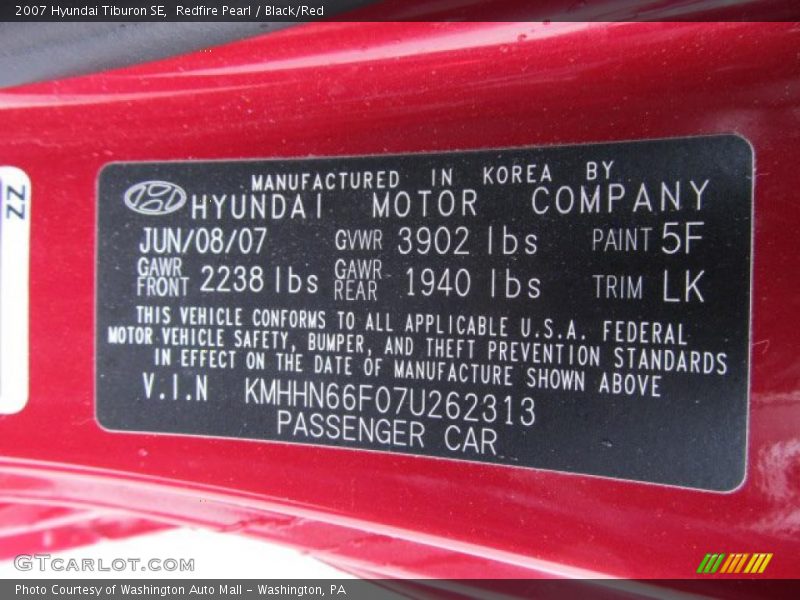 2007 Hyundai Tiburon SE,  Redfire Pearl / Black/Red
ZZ
MANUFACTURED IN KOREA BY
HYUNDAI MOTOR COMPANY
JUN/08/07 GVWR 3902 lbs PAINT 5F
GAWR FRONT 2238 lbs GAWR REAR 1940 lbs TRIM LK
THIS VEHICLE CONFORMS TO ALL APPLICABLE U.S.A. FEDERAL
MOTOR VEHICLE SAFETY, BUMPER, AND THEFT PREVENTION STANDARDS
IN EFFECT ON THE DATE OF MANUFACTURE SHOWN ABOVE
V.I.N KMHHN66F07U262313
PASSENGER CAR
GTCARLOT.COM
Photo Courtesy of Washington Auto Mall - Washington, PA